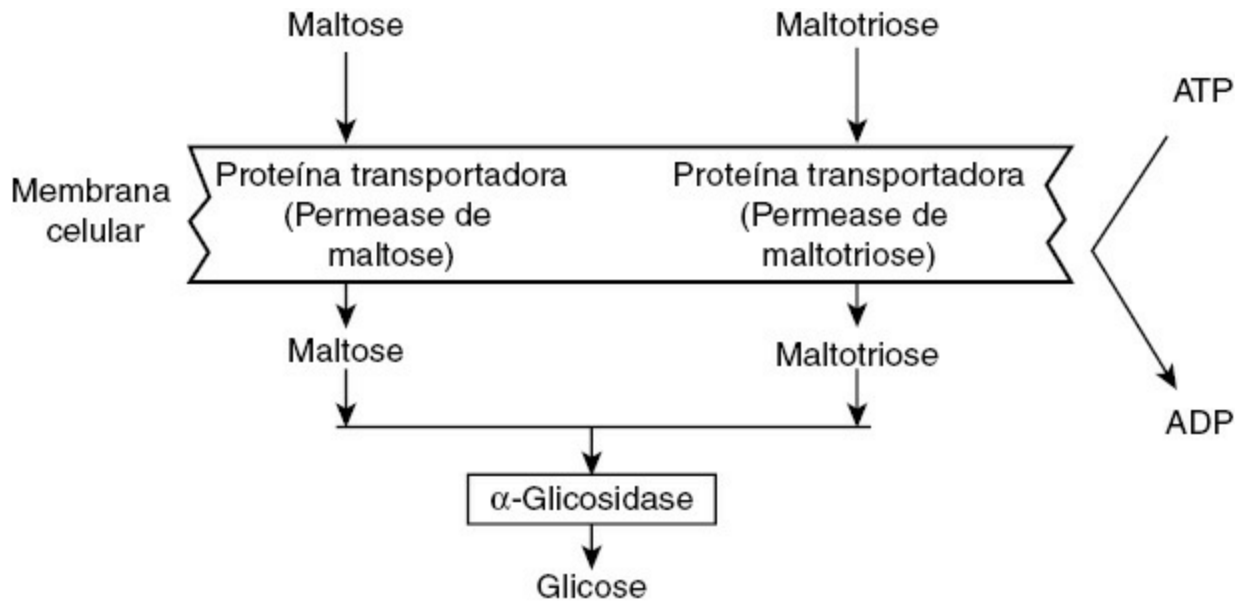 Maltose
Maltotriose
ATP
Membrana
celular
Proteína transportadora
(Permease de
maltose)
Proteína transportadora
(Permease de
maltotriose)
Maltose
Maltotriose
ADP
α-Glicosidase
Glicose